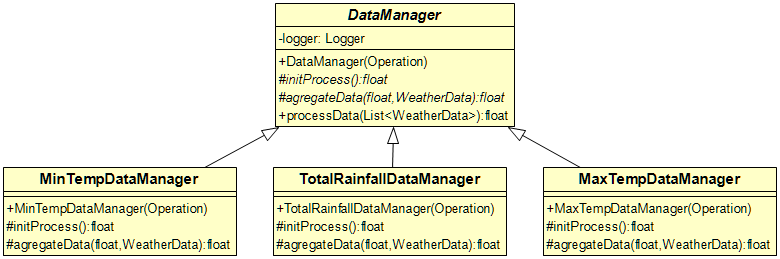 DataManager
-logger: Logger
+DataManager(Operation)
#initProcess():float
#agregateData(float,WeatherData):float
+processData(List<WeatherData>):float
MinTempDataManager
+MinTempDataManager(Operation)
#initProcess():float
#agregateData(float,WeatherData):float
TotalRainfallDataManager
+TotalRainfallDataManager(Operation)
#initProcess():float
#agregateData(float,WeatherData):float
MaxTempDataManager
+MaxTempDataManager(Operation)
#initProcess():float
#agregateData(float,WeatherData):float